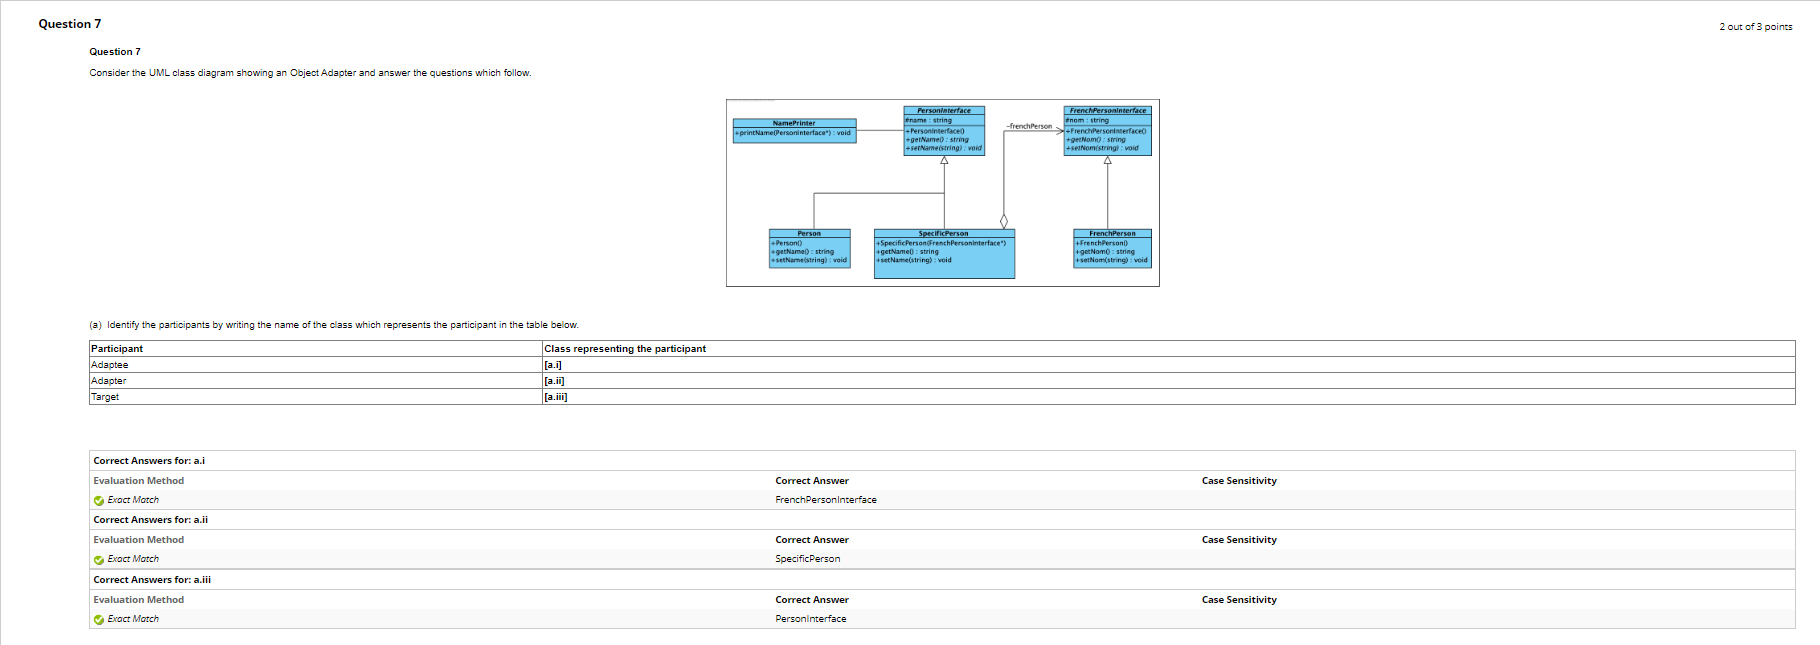 Question 7
2 out of 3 points
Question 7
Consider the UML class diagram showing an Object Adapter and answer the questions which follow.
NamePrinter
+printName(PersonInterface*) : void
PersonInterface
#name : string
+PersonInterface()
+getName() : string
+setName(string) : void
-frenchPerson
FrenchPersonInterface
#nom : string
+FrenchPersonInterface()
+getNom() : string
+setNom(string) : void
Person
+Person()
+getName() : string
+setName(string) : void
SpecificPerson
+SpecificPerson(FrenchPersonInterface*)
+getName() : string
+setName(string) : void
FrenchPerson
+FrenchPerson()
+getNom() : string
+setNom(string) : void
(a) Identify the participants by writing the name of the class which represents the participant in the table below.
Participant Class representing the participant
Adaptee [a.i]
Adapter [a.ii]
Target [a.iii]
Correct Answers for: a.i
Evaluation Method Correct Answer Case Sensitivity
Exact Match FrenchPersonInterface
Correct Answers for: a.ii
Evaluation Method Correct Answer Case Sensitivity
Exact Match SpecificPerson
Correct Answers for: a.iii
Evaluation Method Correct Answer Case Sensitivity
Exact Match PersonInterface